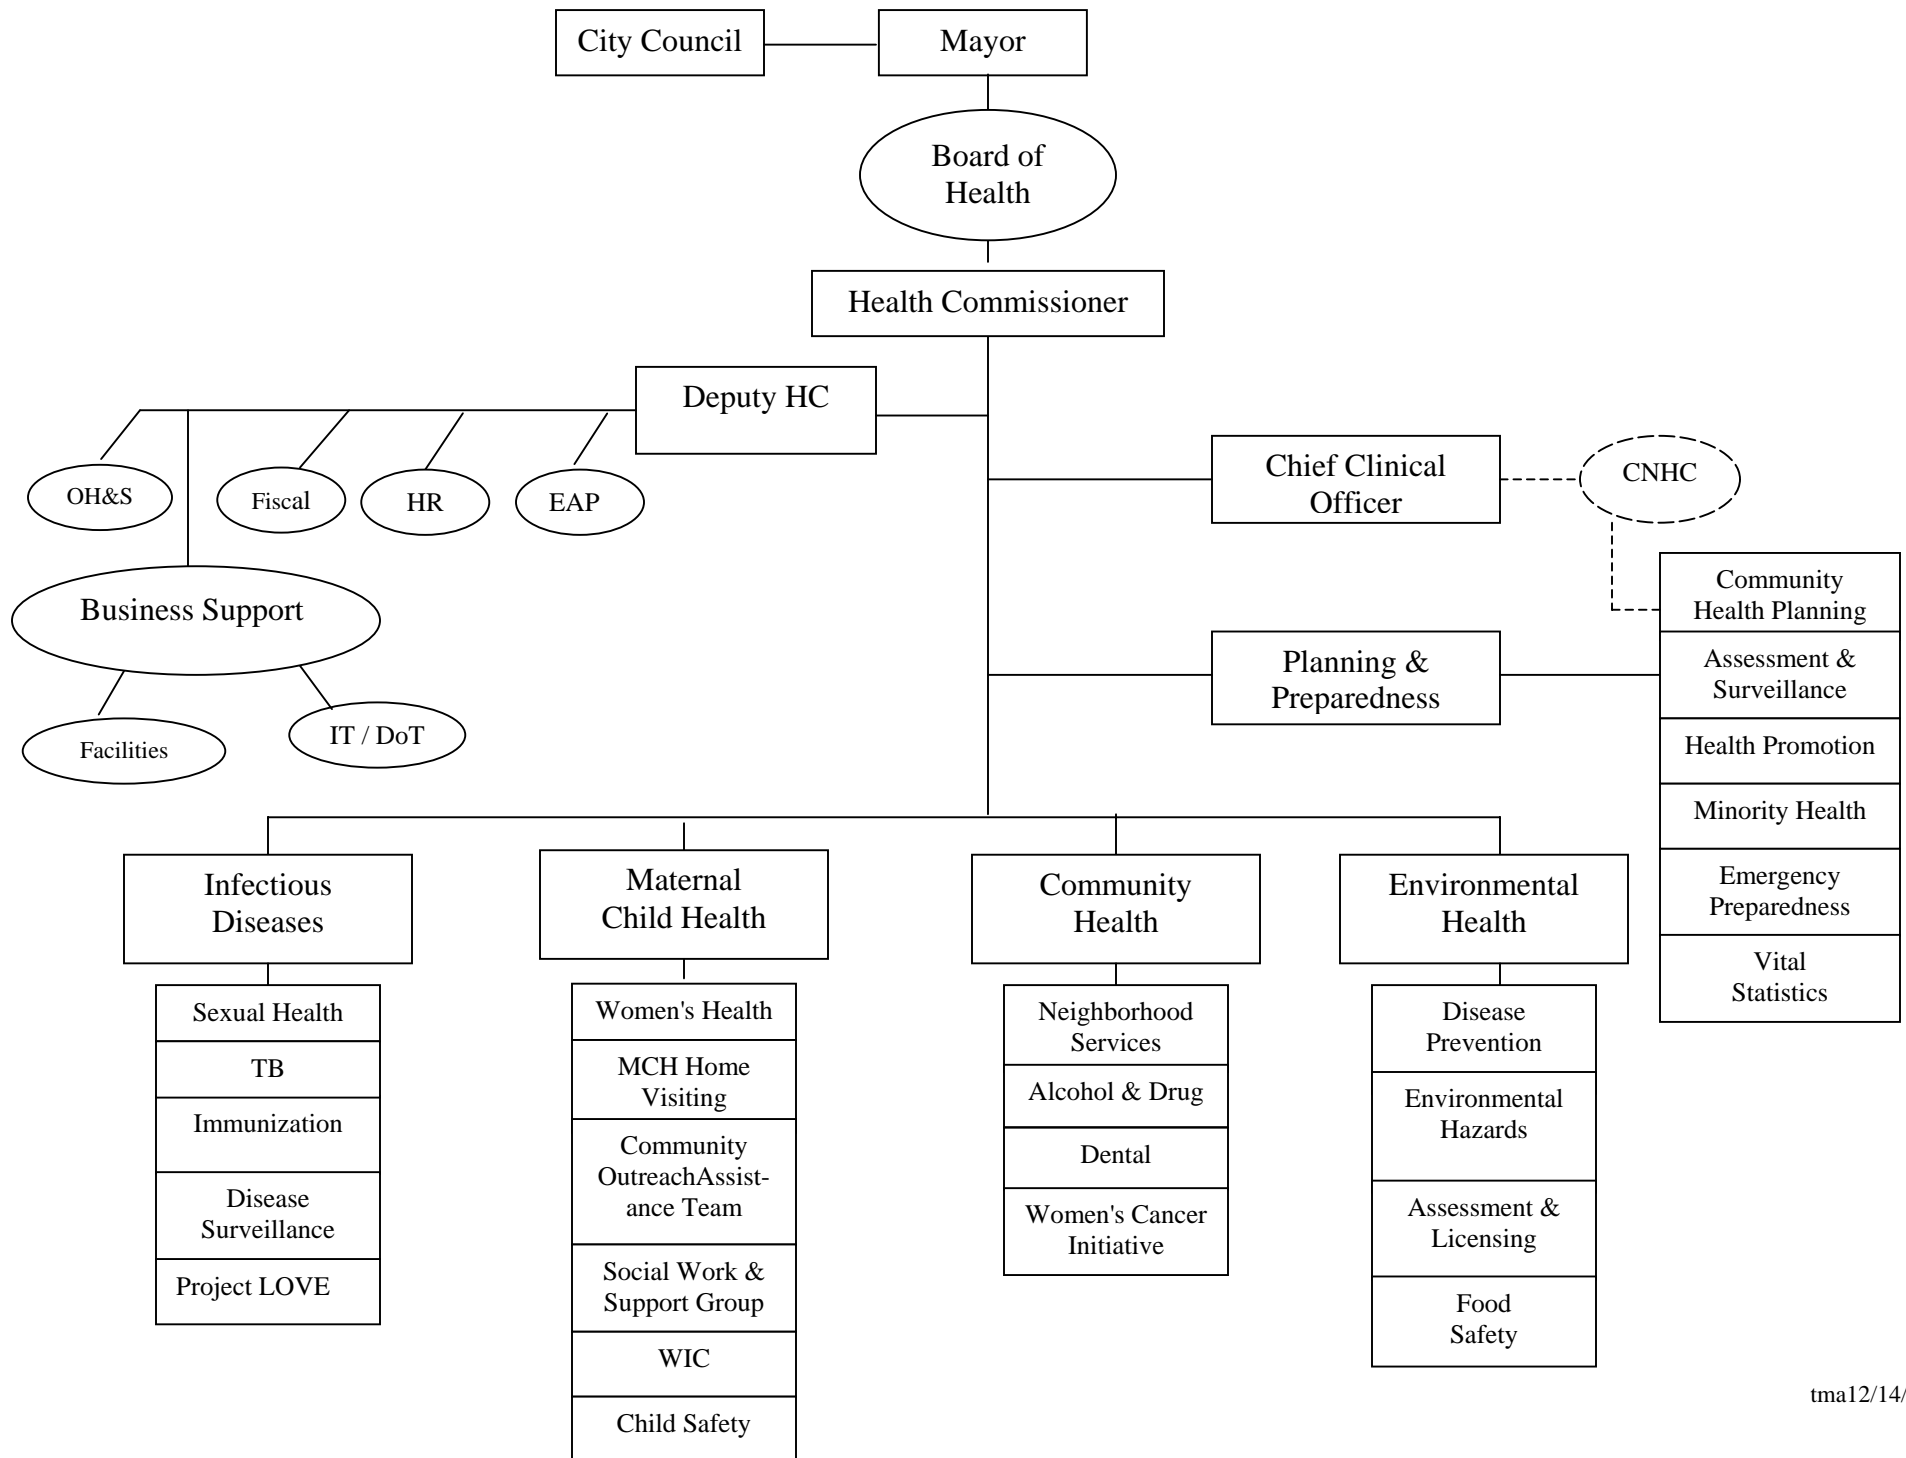 City Council
Mayor
Board of
Health
Health Commissioner
Deputy HC
OH&S
Fiscal
HR
EAP
Chief Clinical
Officer
CNHC
Business Support
Facilities
IT / DoT
Planning &
Preparedness
Community
Health Planning
Assessment &
Surveillance
Health Promotion
Minority Health
Emergency
Preparedness
Vital
Statistics
Infectious
Diseases
Sexual Health
TB
Immunization
Disease
Surveillance
Project LOVE
Maternal
Child Health
Women's Health
MCH Home
Visiting
Community
OutreachAssist-
ance Team
Social Work &
Support Group
WIC
Child Safety
Community
Health
Neighborhood
Services
Alcohol & Drug
Dental
Women's Cancer
Initiative
Environmental
Health
Disease
Prevention
Environmental
Hazards
Assessment &
Licensing
Food
Safety
tma12/14/